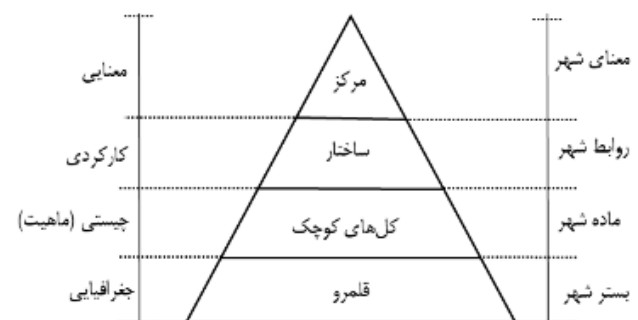 معنای شهر
مرکز
معنایی
روابط شهر
ساختار
کارکردی
ماده شهر
کل‌های کوچک
چیستی (ماهیت)
بستر شهر
قلمرو
جغرافیایی